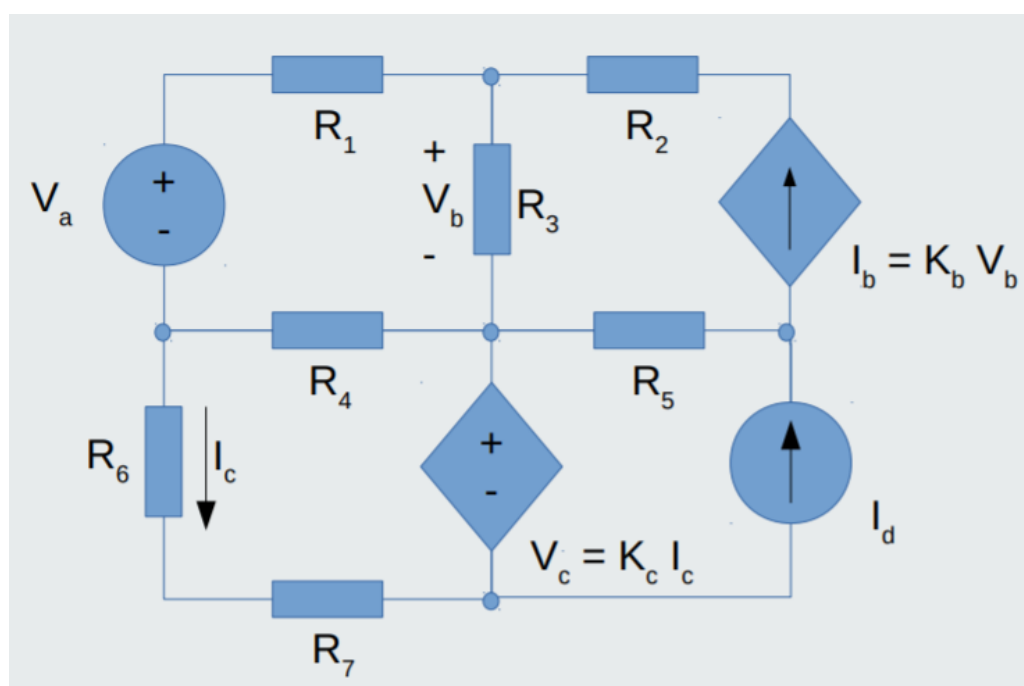 R1
R2
+
Vb
-
R3
Va
+
-
Ib = Kb Vb
R4
R5
R6
Ic
+
-
Vc = Kc Ic
Id
R7